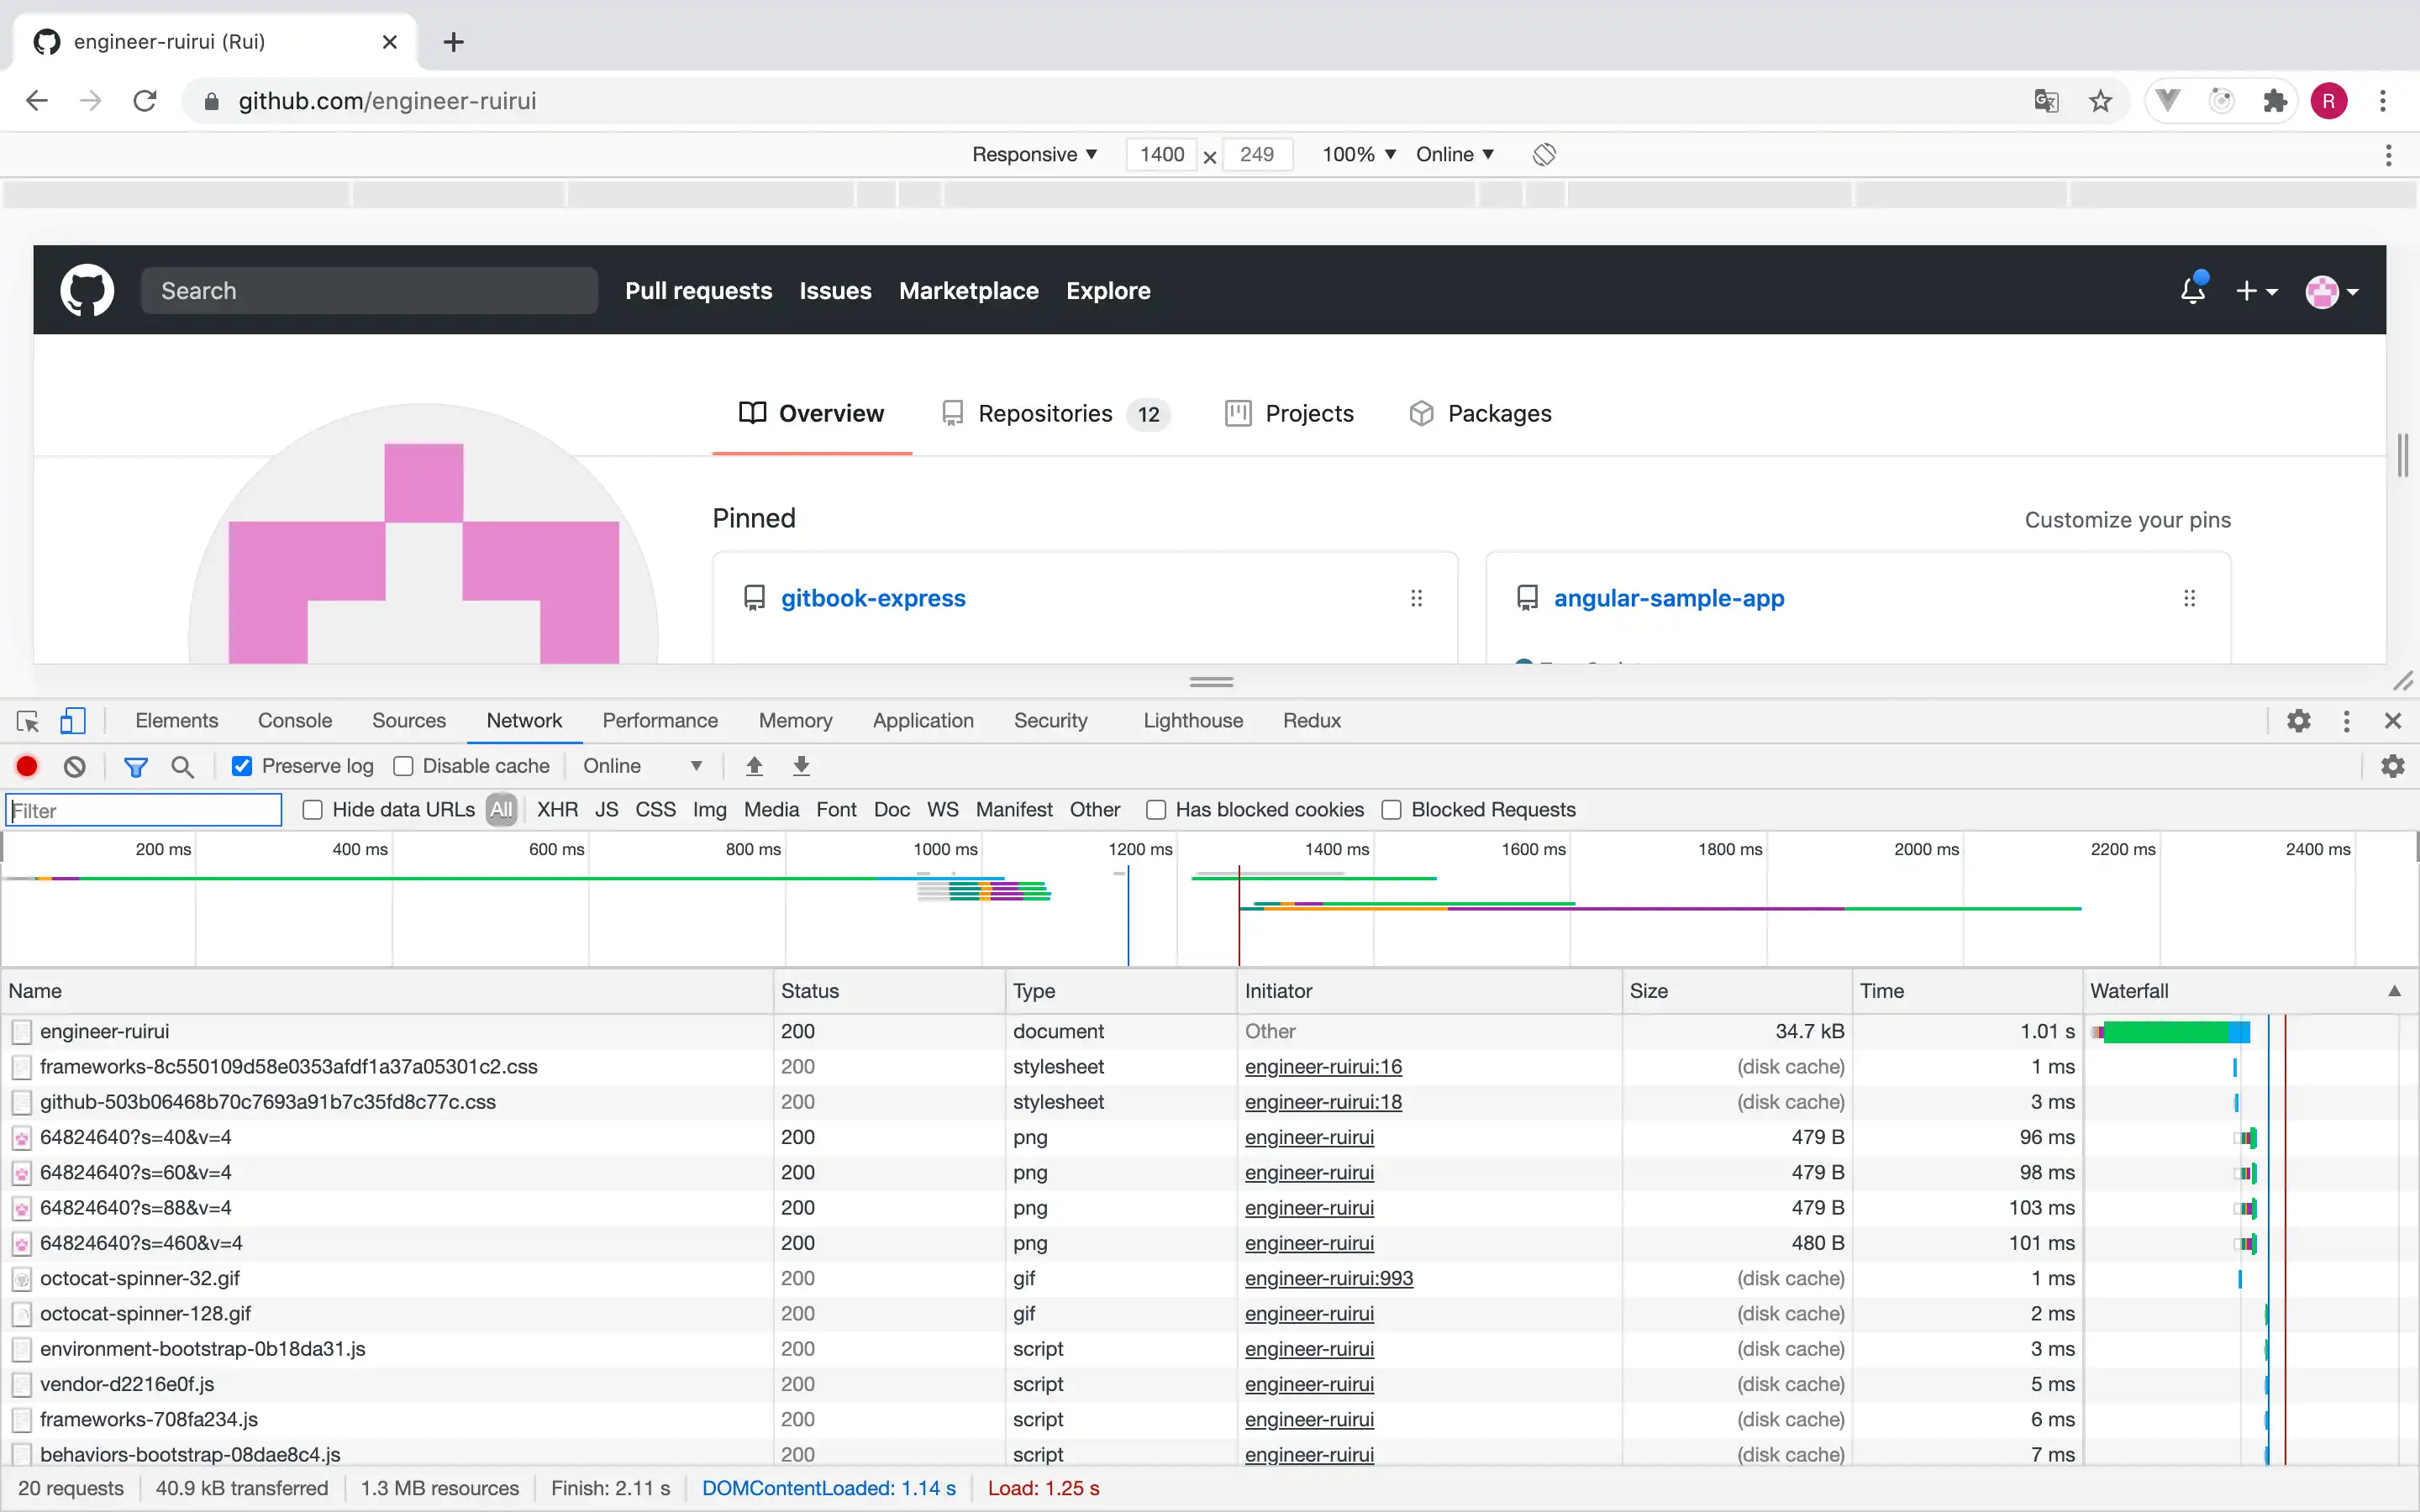 engineer-ruirui (Rui)
github.com/engineer-ruirui
R
Responsive ▼ 1400 × 249 100% ▼ Online ▼
Search Pull requests Issues Marketplace Explore
Overview Repositories 12 Projects Packages
Pinned Customize your pins
gitbook-express angular-sample-app
Elements Console Sources Network Performance Memory Application Security Lighthouse Redux
Preserve log Disable cache Online ▼
Filter Hide data URLs All XHR JS CSS Img Media Font Doc WS Manifest Other Has blocked cookies Blocked Requests
200 ms 400 ms 600 ms 800 ms 1000 ms 1200 ms 1400 ms 1600 ms 1800 ms 2000 ms 2200 ms 2400 ms
Name Status Type Initiator Size Time Waterfall
engineer-ruirui 200 document Other 34.7 kB 1.01 s
frameworks-8c550109d58e0353afdf1a37a05301c2.css 200 stylesheet engineer-ruirui:16 (disk cache) 1 ms
github-503b06468b70c7693a91b7c35fd8c77c.css 200 stylesheet engineer-ruirui:18 (disk cache) 3 ms
64824640?s=40&v=4 200 png engineer-ruirui 479 B 96 ms
64824640?s=60&v=4 200 png engineer-ruirui 479 B 98 ms
64824640?s=88&v=4 200 png engineer-ruirui 479 B 103 ms
64824640?s=460&v=4 200 png engineer-ruirui 480 B 101 ms
octocat-spinner-32.gif 200 gif engineer-ruirui:993 (disk cache) 1 ms
octocat-spinner-128.gif 200 gif engineer-ruirui (disk cache) 2 ms
environment-bootstrap-0b18da31.js 200 script engineer-ruirui (disk cache) 3 ms
vendor-d2216e0f.js 200 script engineer-ruirui (disk cache) 5 ms
frameworks-708fa234.js 200 script engineer-ruirui (disk cache) 6 ms
behaviors-bootstrap-08dae8c4.js 200 script engineer-ruirui (disk cache) 7 ms
20 requests 40.9 kB transferred 1.3 MB resources Finish: 2.11 s DOMContentLoaded: 1.14 s Load: 1.25 s